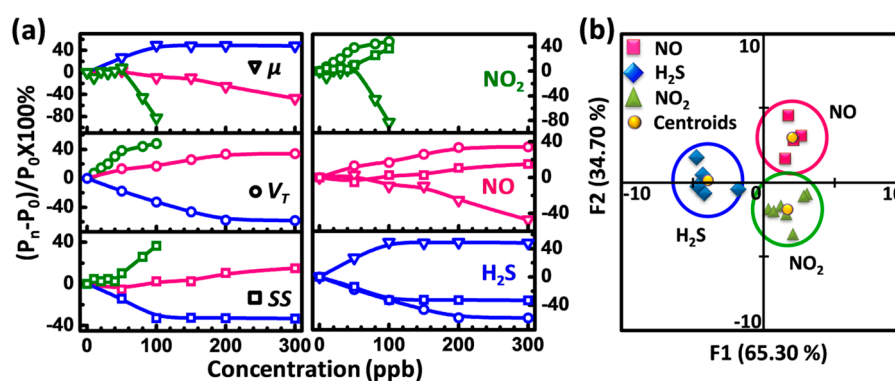 (a)
(Pn-P0)/P0X100%
40
0
-40
-80
μ
40
0
-40
VT
40
0
-40
SS
0 100 200 300
NO2
40
0
-40
-80
NO
40
0
-40
H2S
40
0
-40
0 100 200 300
Concentration (ppb)
(b)
NO
H2S
NO2
Centroids
F2 (34.70 %)
10
NO
-10 0 10
H2S
NO2
-10
F1 (65.30 %)